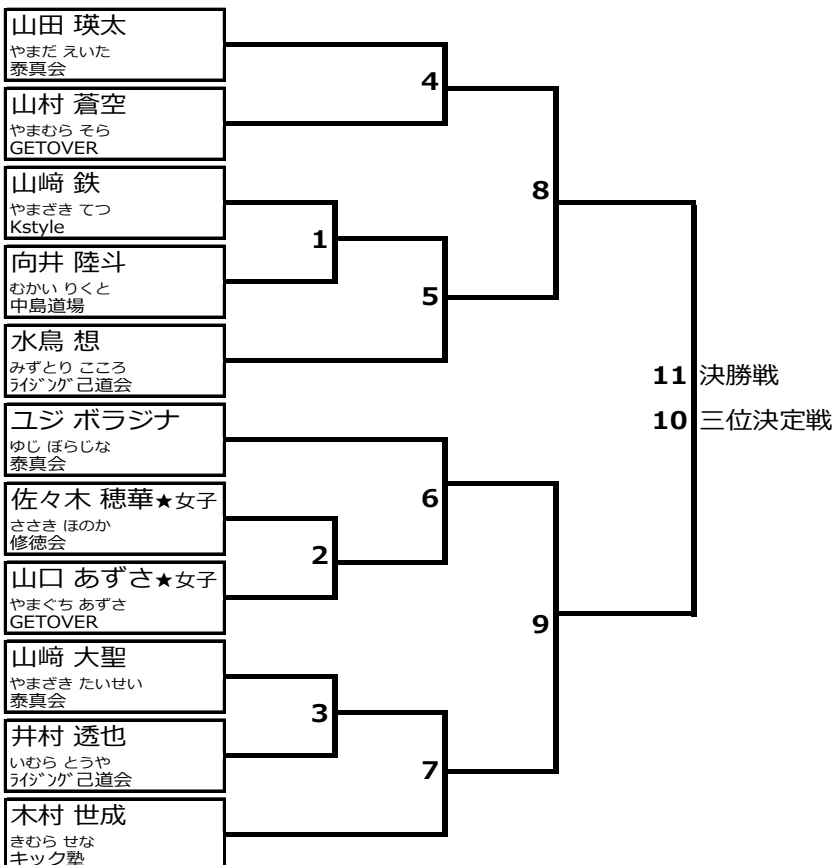 山田 瑛太
やまだ えいた
泰真会
山村 蒼空
やまむら そら
GETOVER
山﨑 鉄
やまざき てつ
Kstyle
向井 陸斗
むかい りくと
中島道場
水鳥 想
みずとり こころ
ﾗｲｼﾞﾝｸﾞ己道会
ユジ ボラジナ
ゆじ ぼらじな
泰真会
佐々木 穂華★女子
ささき ほのか
修徳会
山口 あずさ★女子
やまぐち あずさ
GETOVER
山﨑 大聖
やまざき たいせい
泰真会
井村 透也
いむら とうや
ﾗｲｼﾞﾝｸﾞ己道会
木村 世成
きむら せな
キック塾
1
2
3
4
5
6
7
8
9
11 決勝戦
10 三位決定戦